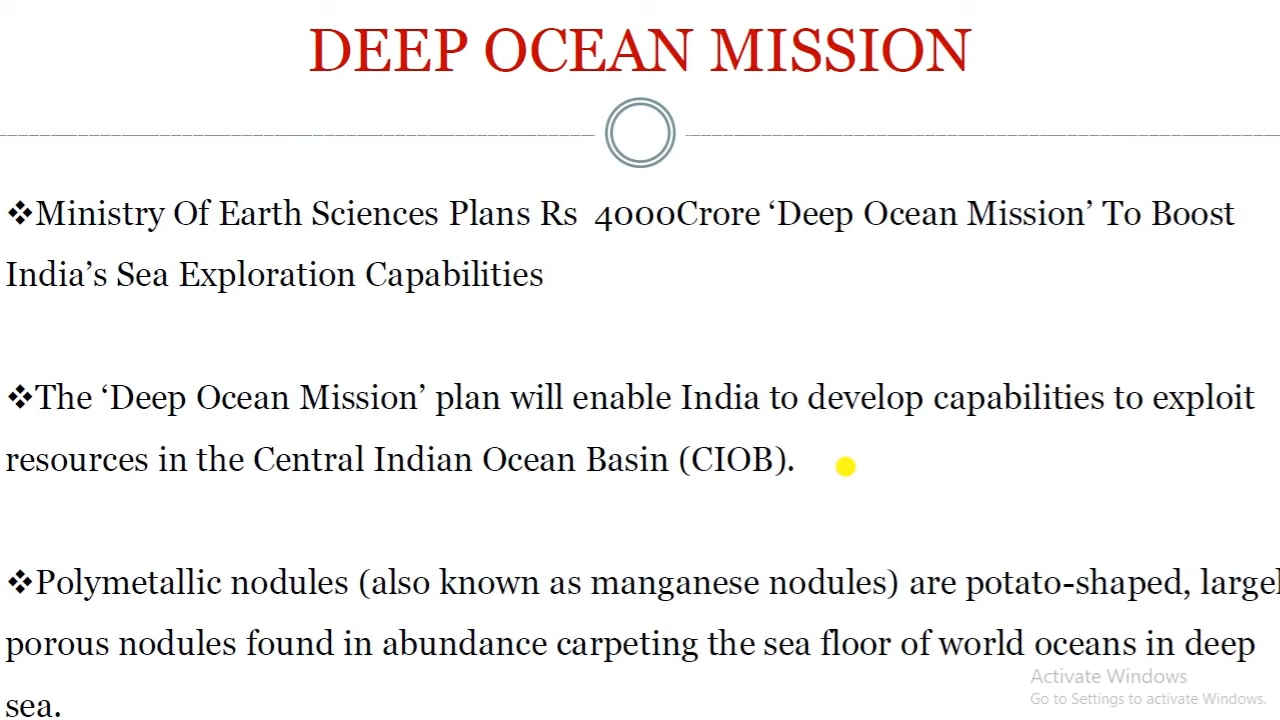 DEEP OCEAN MISSION
❖Ministry Of Earth Sciences Plans Rs 4000Crore ‘Deep Ocean Mission’ To Boost
India’s Sea Exploration Capabilities
❖The ‘Deep Ocean Mission’ plan will enable India to develop capabilities to exploit
resources in the Central Indian Ocean Basin (CIOB).
❖Polymetallic nodules (also known as manganese nodules) are potato-shaped,
porous nodules found in abundance carpeting the sea floor of world oceans in deep
sea.
Activate Windows
Go to Settings to activate Windows.